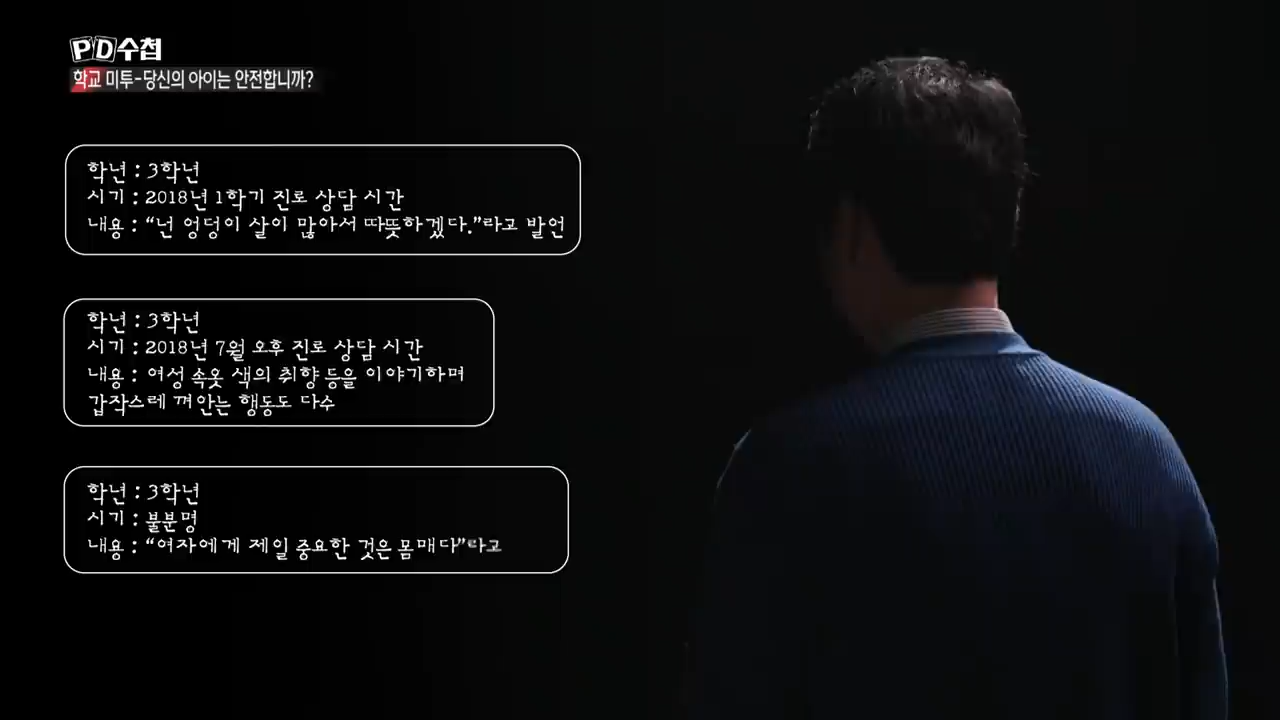 PD수첩
학교 미투-당신의 아이는 안전합니까?
학년 : 3학년
시기 : 2018년 1학기 진로 상담 시간
내용 : “넌 엉덩이 살이 많아서 따뜻하겠다.”라고 발언
학년 : 3학년
시기 : 2018년 7월 오후 진로 상담 시간
내용 : 여성 속옷 색의 취향 등을 이야기하며
갑작스레 껴안는 행동도 다수
학년 : 3학년
시기 : 불분명
내용 : “여자에게 제일 중요한 것은 몸매다”라고